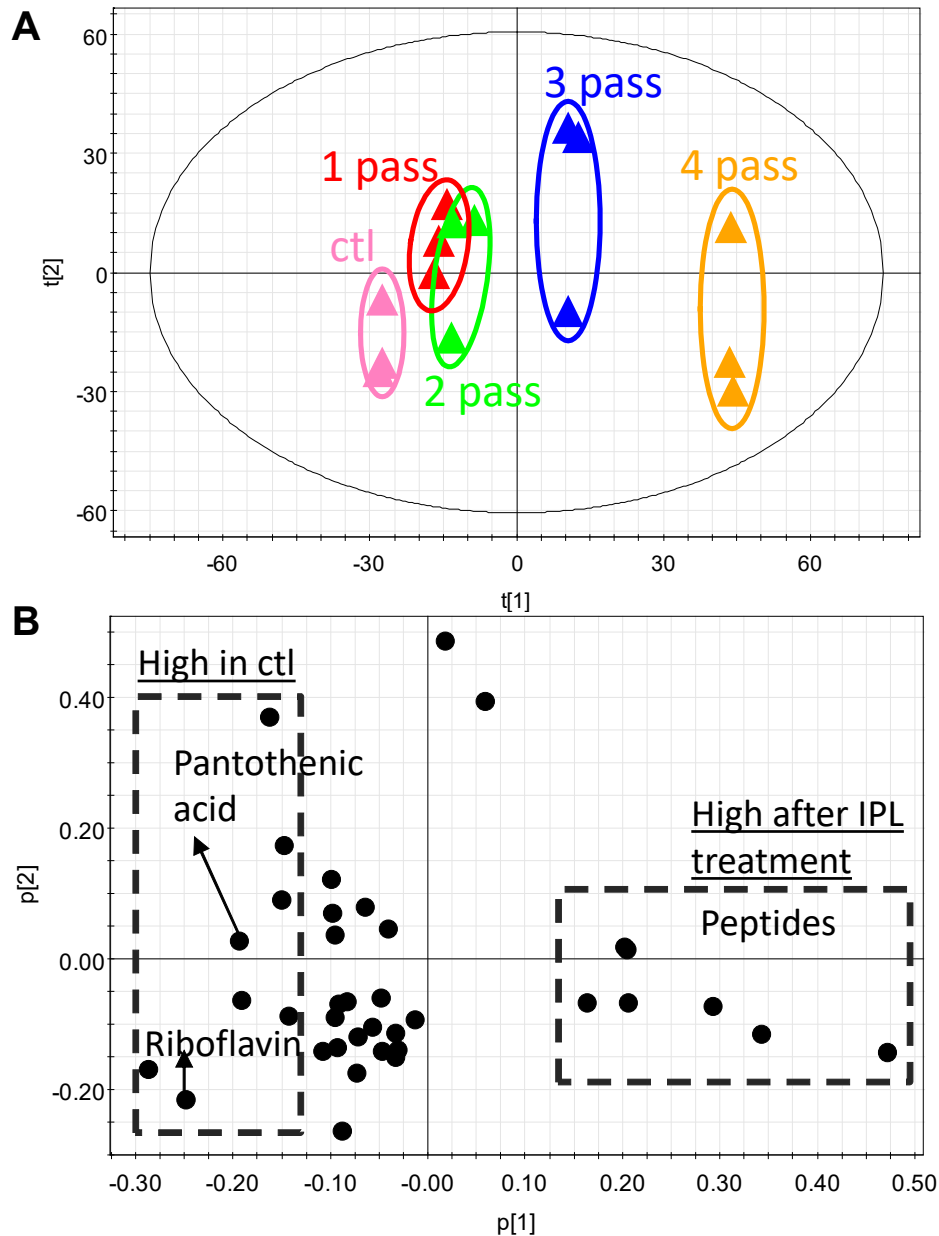 A
60
30
0
-30
-60
t[2]
3 pass
1 pass
4 pass
ctl
2 pass
-60
-30
0
30
60
t[1]
B
High in ctl
0.40
Pantothenic
acid
High after IPL
treatment
0.20
p[2]
Peptides
0.00
Riboflavin
-0.20
-0.30
-0.20
-0.10
-0.00
0.10
0.20
0.30
0.40
0.50
p[1]